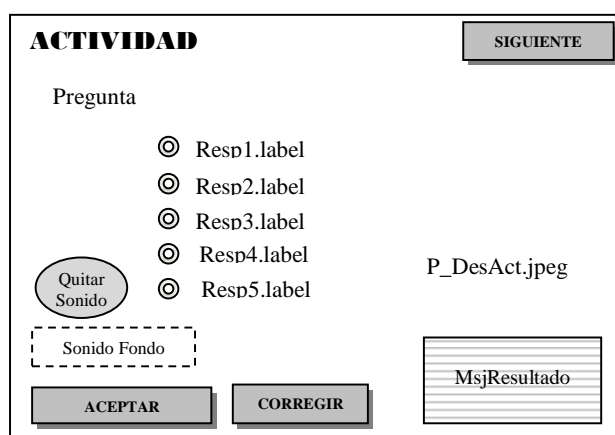 ACTIVIDAD
SIGUIENTE
Pregunta
Resp1.label
Resp2.label
Resp3.label
Resp4.label
Resp5.label
P_DesAct.jpeg
Quitar
Sonido
Sonido Fondo
MsjResultado
ACEPTAR
CORREGIR